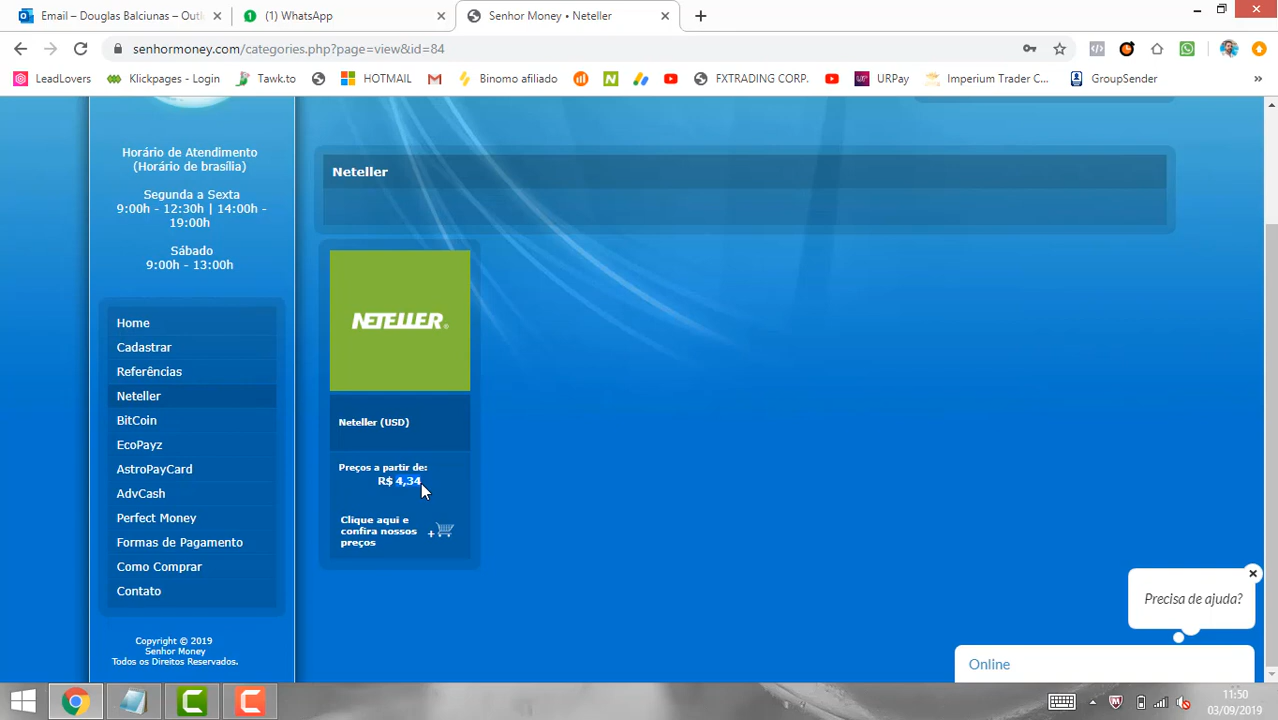 Email – Douglas Balciunas – Outl
(1) WhatsApp
Senhor Money • Neteller
senhormoney.com/categories.php?page=view&id=84
LeadLovers
Klickpages - Login
Tawk.to
HOTMAIL
Binomo afiliado
FXTRADING CORP.
URPay
Imperium Trader C...
GroupSender
»
Horário de Atendimento
(Horário de brasília)
Segunda a Sexta
9:00h - 12:30h | 14:00h -
19:00h
Sábado
9:00h - 13:00h
Home
Cadastrar
Referências
Neteller
BitCoin
EcoPayz
AstroPayCard
AdvCash
Perfect Money
Formas de Pagamento
Como Comprar
Contato
Copyright © 2019
Senhor Money
Todos os Direitos Reservados.
Neteller
NETELLER®
Neteller (USD)
Preços a partir de:
R$ 4,34
Clique aqui e
confira nossos
preços
+
Precisa de ajuda?
Online
11:50
03/09/2019